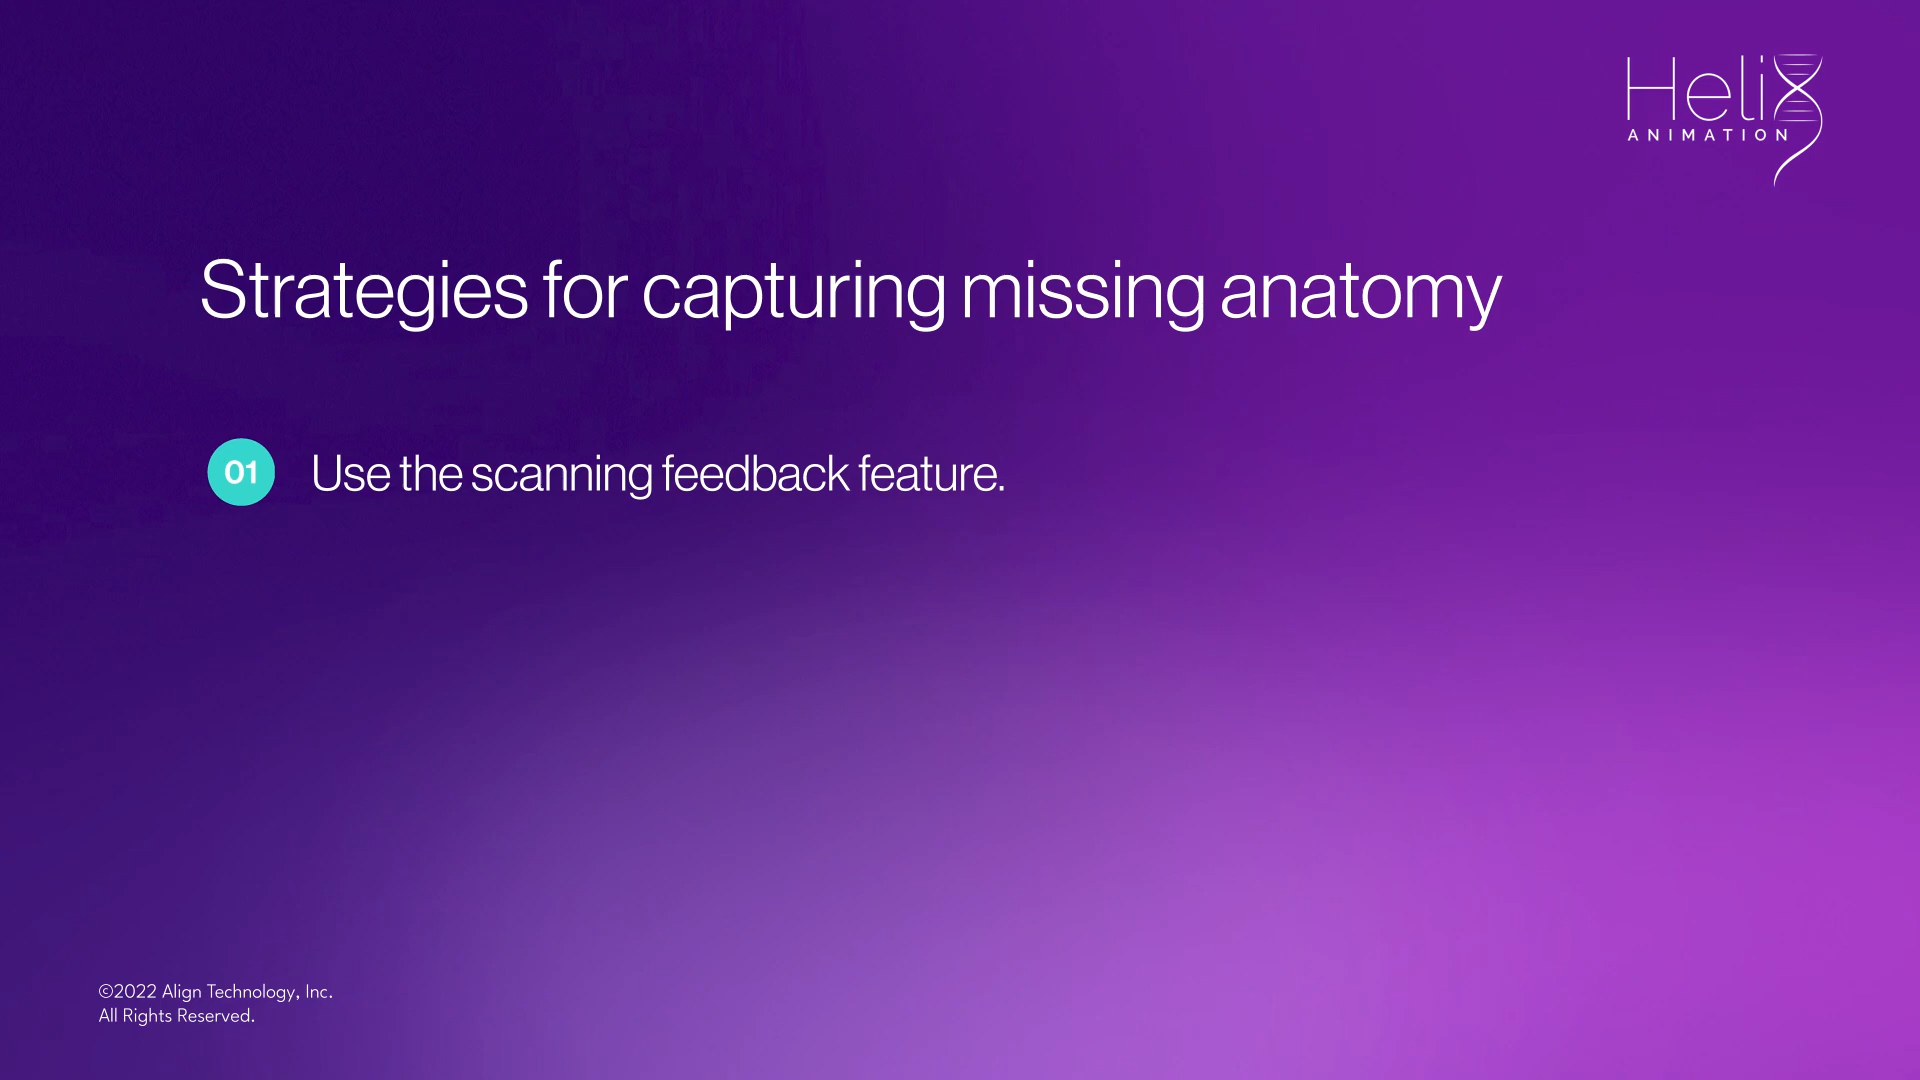 Helix
ANIMATION
Strategies for capturing missing anatomy
01 Use the scanning feedback feature.
©2022 Align Technology, Inc.
All Rights Reserved.